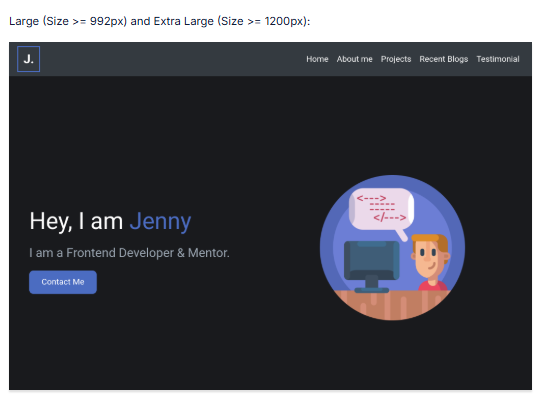 Large (Size >= 992px) and Extra Large (Size >= 1200px):
J.
Home About me Projects Recent Blogs Testimonial
<--->
</--->
Hey, I am Jenny
I am a Frontend Developer & Mentor.
Contact Me